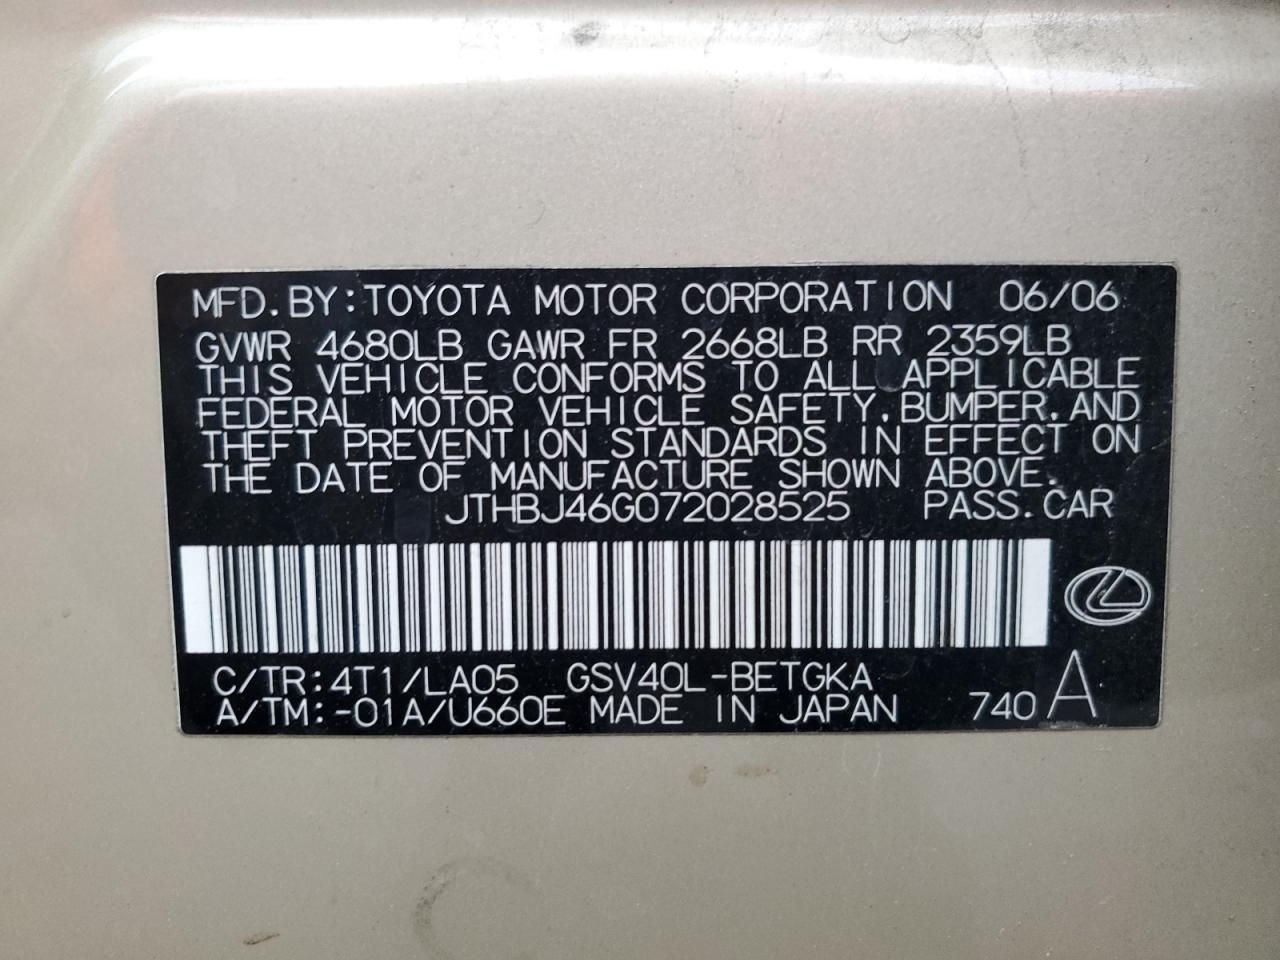 MFD.BY:TOYOTA MOTOR CORPORATION 06/06
GVWR 4680LB GAWR FR 2668LB RR 2359LB
THIS VEHICLE CONFORMS TO ALL APPLICABLE
FEDERAL MOTOR VEHICLE SAFETY, BUMPER, AND
THEFT PREVENTION STANDARDS IN EFFECT ON
THE DATE OF MANUFACTURE SHOWN ABOVE.
JTHBJ46G072028525 PASS.CAR
C/TR:4T1/LA05 GSV40L-BETGKA
A/TM:-01A/U660E MADE IN JAPAN 740 A